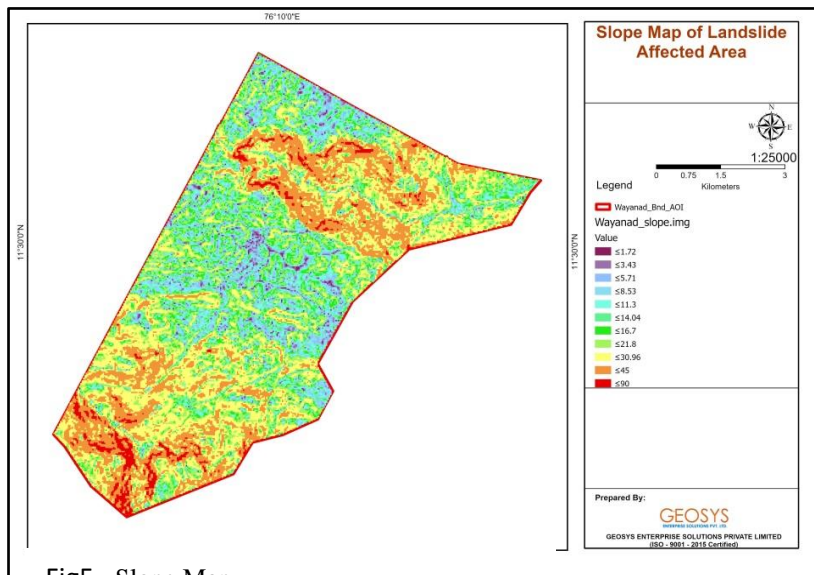 76°10'0"E
11°30'0"N
11°30'0"N
Slope Map of Landslide
Affected Area
N
W E
S
1:25000
0 0.75 1.5 3
Kilometers
Legend
Wayanad_Bnd_AOI
Wayanad_slope.img
Value
≤1.72
≤3.43
≤5.71
≤8.53
≤11.3
≤14.04
≤16.7
≤21.8
≤30.96
≤45
≤90
Prepared By:
GEOSYS
ENTERPRISE SOLUTIONS PVT. LTD.
GEOSYS ENTERPRISE SOLUTIONS PRIVATE LIMITED
(ISO - 9001 - 2015 Certified)
Slope Map